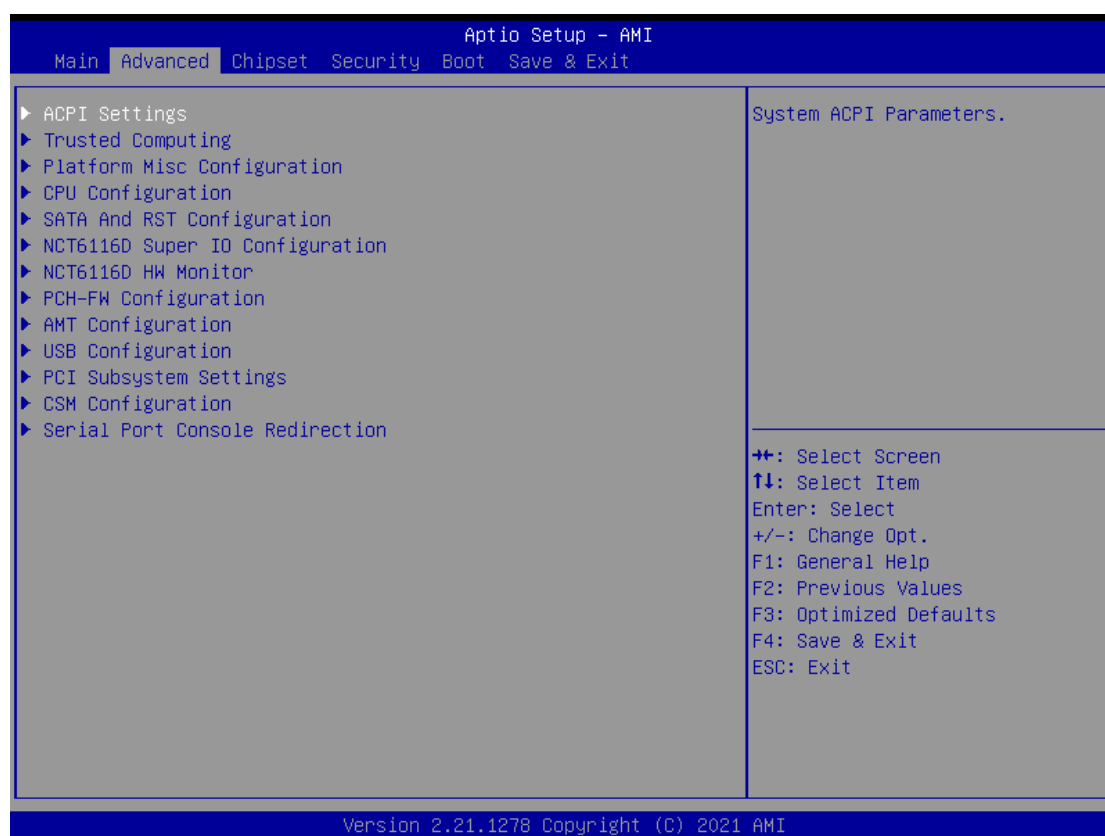 Aptio Setup – AMI
Main Advanced Chipset Security Boot Save & Exit
▶ ACPI Settings
▶ Trusted Computing
▶ Platform Misc Configuration
▶ CPU Configuration
▶ SATA And RST Configuration
▶ NCT6116D Super IO Configuration
▶ NCT6116D HW Monitor
▶ PCH-FW Configuration
▶ AMT Configuration
▶ USB Configuration
▶ PCI Subsystem Settings
▶ CSM Configuration
▶ Serial Port Console Redirection
System ACPI Parameters.
→←: Select Screen
↑↓: Select Item
Enter: Select
+/-: Change Opt.
F1: General Help
F2: Previous Values
F3: Optimized Defaults
F4: Save & Exit
ESC: Exit
Version 2.21.1278 Copyright (C) 2021 AMI